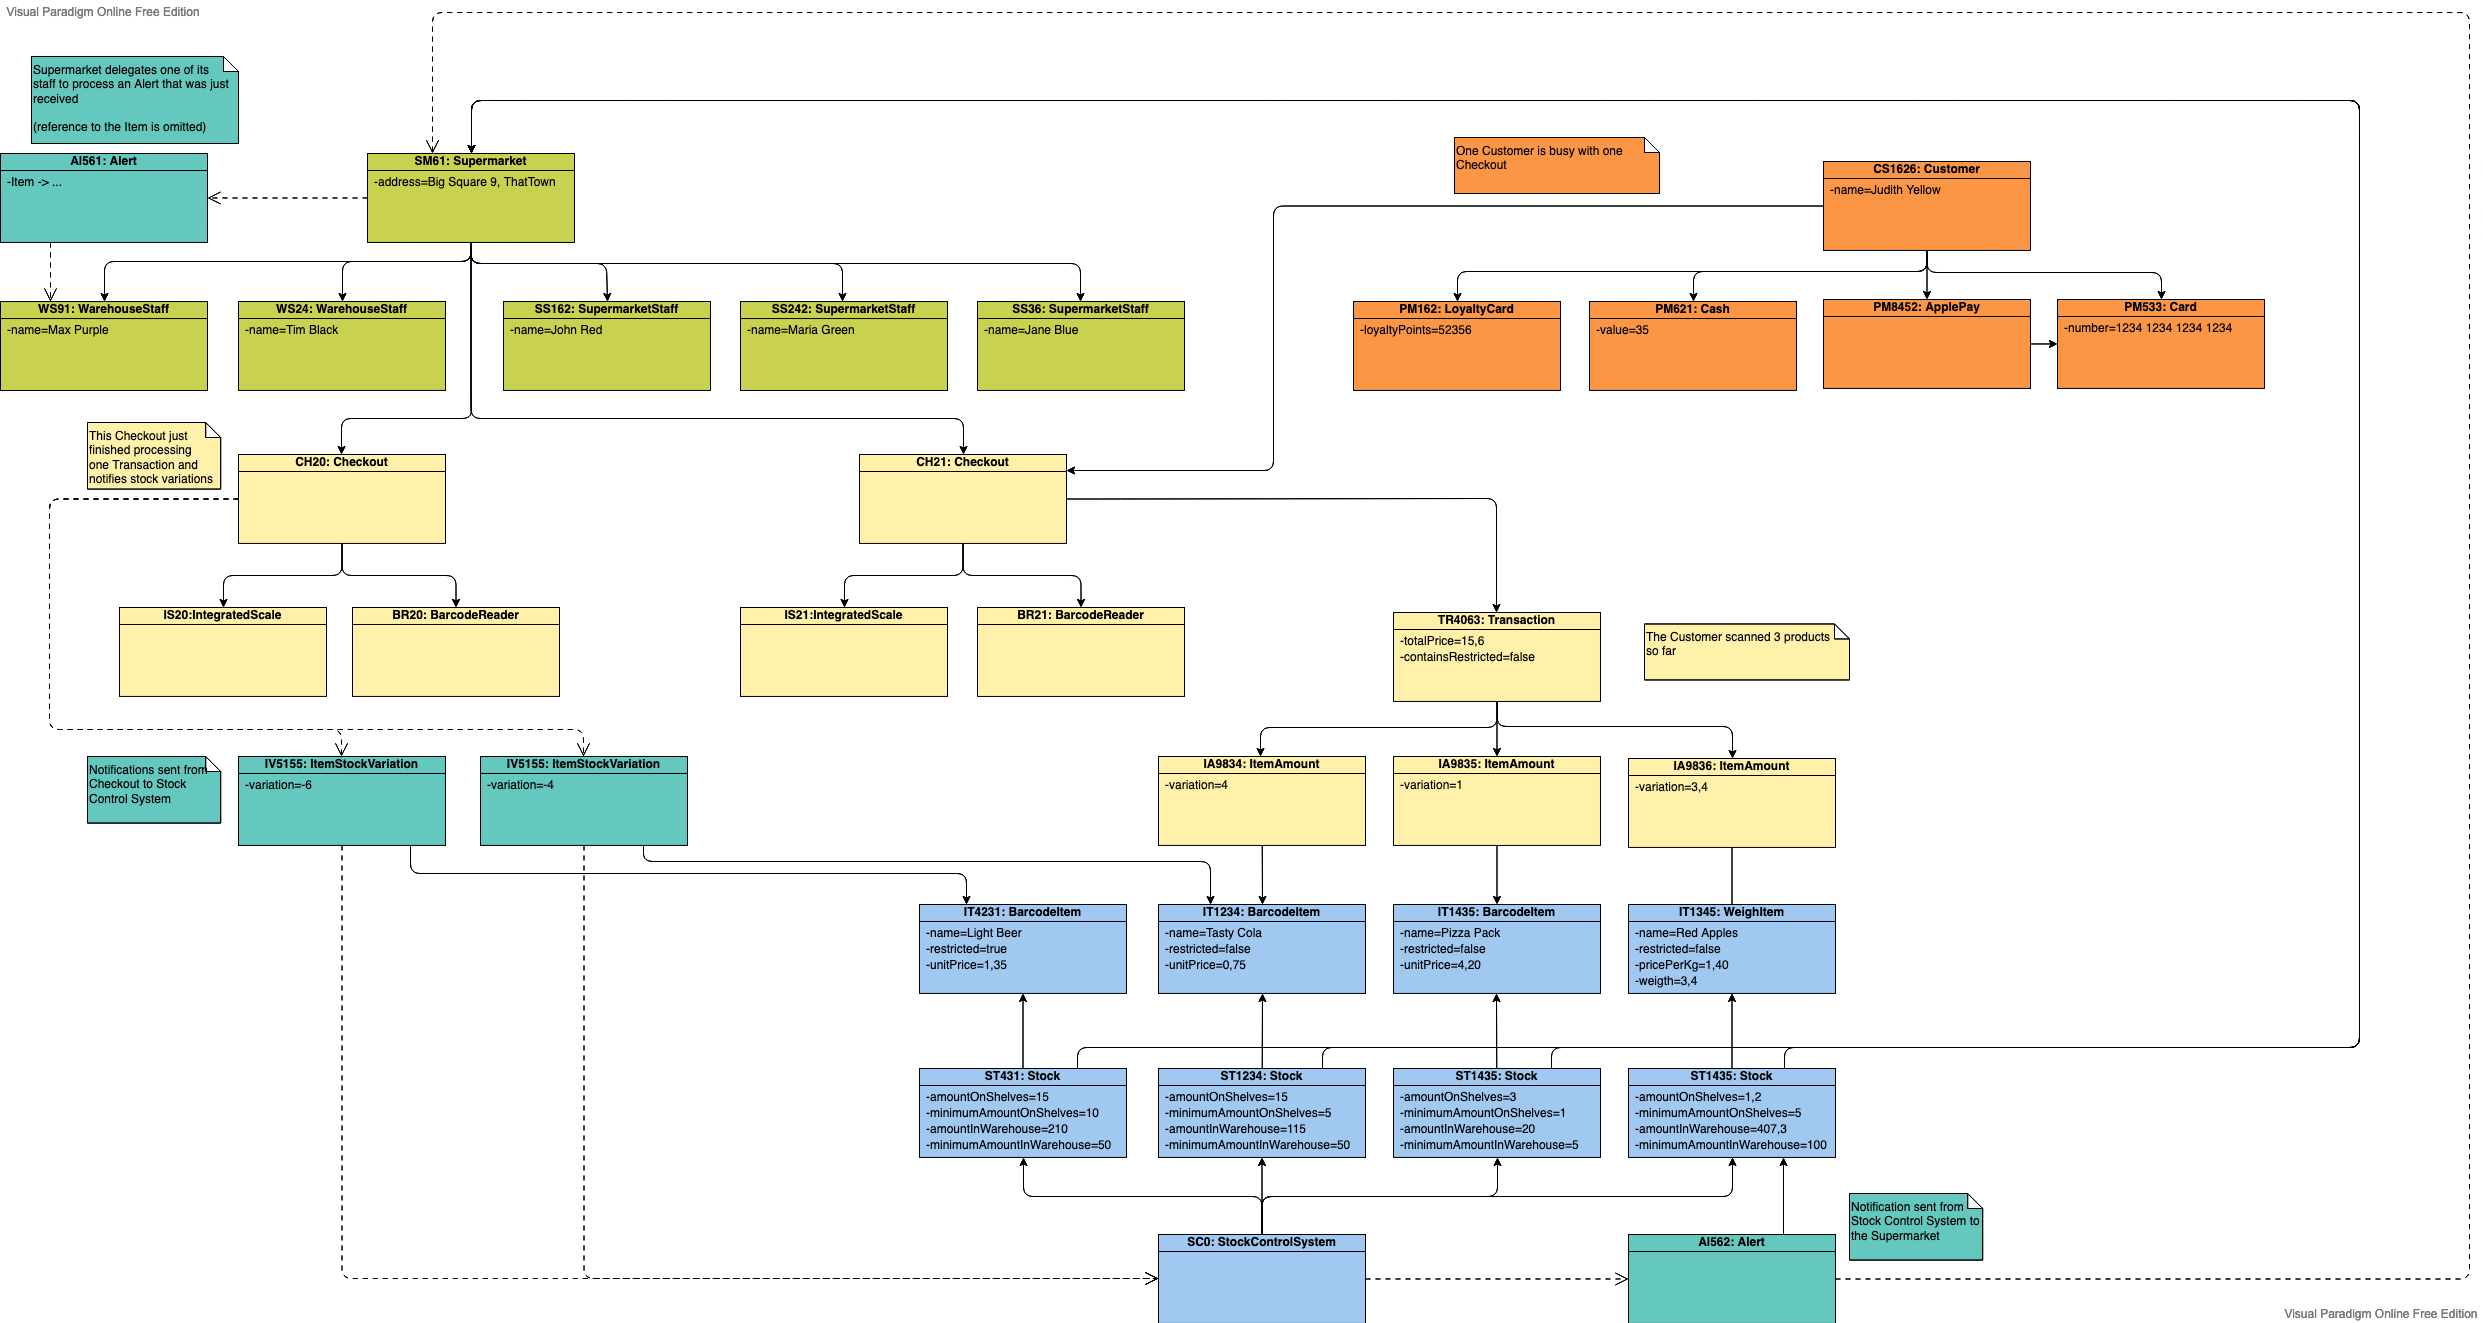 Visual Paradigm Online Free Edition
Supermarket delegates one of its
staff to process an Alert that was just
received
(reference to the Item is omitted)
AI561: Alert
-Item -> ...
SM61: Supermarket
-address=Big Square 9, ThatTown
One Customer is busy with one
Checkout
CS1626: Customer
-name=Judith Yellow
WS91: WarehouseStaff
-name=Max Purple
WS24: WarehouseStaff
-name=Tim Black
SS162: SupermarketStaff
-name=John Red
SS242: SupermarketStaff
-name=Maria Green
SS36: SupermarketStaff
-name=Jane Blue
PM162: LoyaltyCard
-loyaltyPoints=52356
PM621: Cash
-value=35
PM8452: ApplePay
PM533: Card
-number=1234 1234 1234 1234
This Checkout just
finished processing
one Transaction and
notifies stock variations
CH20: Checkout
CH21: Checkout
IS20:IntegratedScale
BR20: BarcodeReader
IS21:IntegratedScale
BR21: BarcodeReader
TR4063: Transaction
-totalPrice=15,6
-containsRestricted=false
The Customer scanned 3 products
so far
Notifications sent from
Checkout to Stock
Control System
IV5155: ItemStockVariation
-variation=-6
IV5155: ItemStockVariation
-variation=-4
IA9834: ItemAmount
-variation=4
IA9835: ItemAmount
-variation=1
IA9836: ItemAmount
-variation=3,4
IT4231: BarcodeItem
-name=Light Beer
-restricted=true
-unitPrice=1,35
IT1234: BarcodeItem
-name=Tasty Cola
-restricted=false
-unitPrice=0,75
IT1435: BarcodeItem
-name=Pizza Pack
-restricted=false
-unitPrice=4,20
IT1345: WeighItem
-name=Red Apples
-restricted=false
-pricePerKg=1,40
-weigth=3,4
ST431: Stock
-amountOnShelves=15
-minimumAmountOnShelves=10
-amountInWarehouse=210
-minimumAmountInWarehouse=50
ST1234: Stock
-amountOnShelves=15
-minimumAmountOnShelves=5
-amountInWarehouse=115
-minimumAmountInWarehouse=50
ST1435: Stock
-amountOnShelves=3
-minimumAmountOnShelves=1
-amountInWarehouse=20
-minimumAmountInWarehouse=5
ST1435: Stock
-amountOnShelves=1,2
-minimumAmountOnShelves=5
-amountInWarehouse=407,3
-minimumAmountInWarehouse=100
SC0: StockControlSystem
AI562: Alert
Notification sent from
Stock Control System to
the Supermarket
Visual Paradigm Online Free Edition